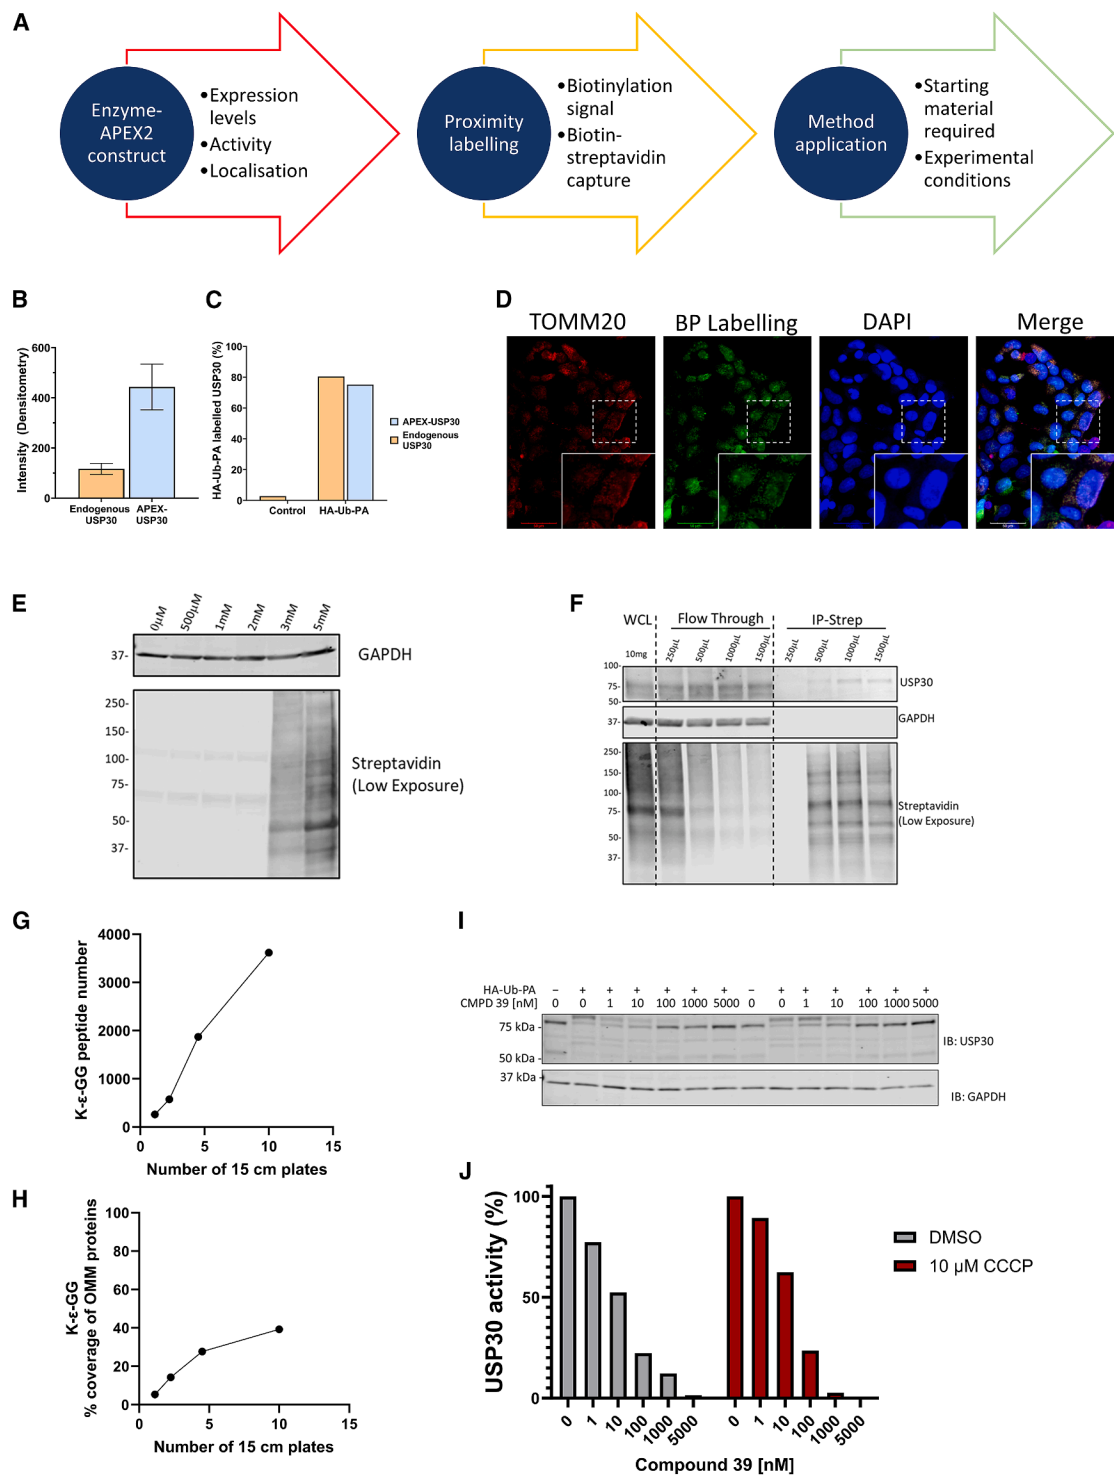 A
Enzyme-
APEX2
construct
•Expression
levels
•Activity
•Localisation
Proximity
labelling
•Biotinylation
signal
•Biotin-
streptavidin
capture
Method
application
•Starting
material
required
•Experimental
conditions
B
Intensity (Densitometry)
600
400
200
0
Endogenous
USP30
APEX-
USP30
C
HA-Ub-PA labelled USP30 (%)
100
80
60
40
20
0
Control
HA-Ub-PA
APEX-USP30
Endogenous
USP30
D
TOMM20
BP Labelling
DAPI
Merge
E
0µM
500µM
1mM
2mM
3mM
5mM
37-
GAPDH
250-
150-
100-
75-
50-
37-
Streptavidin
(Low Exposure)
F
WCL
Flow Through
IP-Strep
10mg
250µL
500µL
1000µL
1500µL
250µL
500µL
1000µL
1500µL
100-
75-
50-
USP30
37-
GAPDH
250-
150-
100-
75-
50-
37-
Streptavidin
(Low Exposure)
G
K-ε-GG peptide number
4000
3000
2000
1000
0
0 5 10 15
Number of 15 cm plates
H
K-ε-GG
% coverage of OMM proteins
100
80
60
40
20
0
0 5 10 15
Number of 15 cm plates
I
HA-Ub-PA – + + + + + + – + + + + + +
CMPD 39 [nM] 0 0 1 10 100 1000 5000 0 0 1 10 100 1000 5000
75 kDa -
50 kDa -
IB: USP30
37 kDa -
IB: GAPDH
J
USP30 activity (%)
100
50
0
0 1 10 100 1000 5000 0 1 10 100 1000 5000
Compound 39 [nM]
DMSO
10 µM CCCP